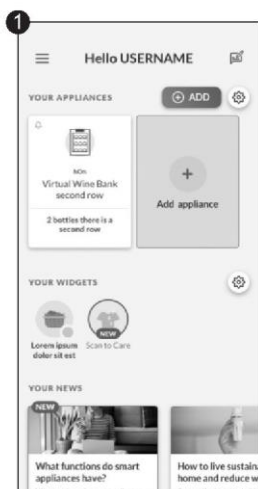 1
Hello USERNAME
YOUR APPLIANCES
ADD
NOn
Virtual Wine Bank
second row
2 bottles there is a
second row
Add appliance
YOUR WIDGETS
NEW
Lorem ipsum
dolor sit est
Scan to Care
YOUR NEWS
NEW
What functions do smart
appliances have?
How to live sustaina
home and reduce w